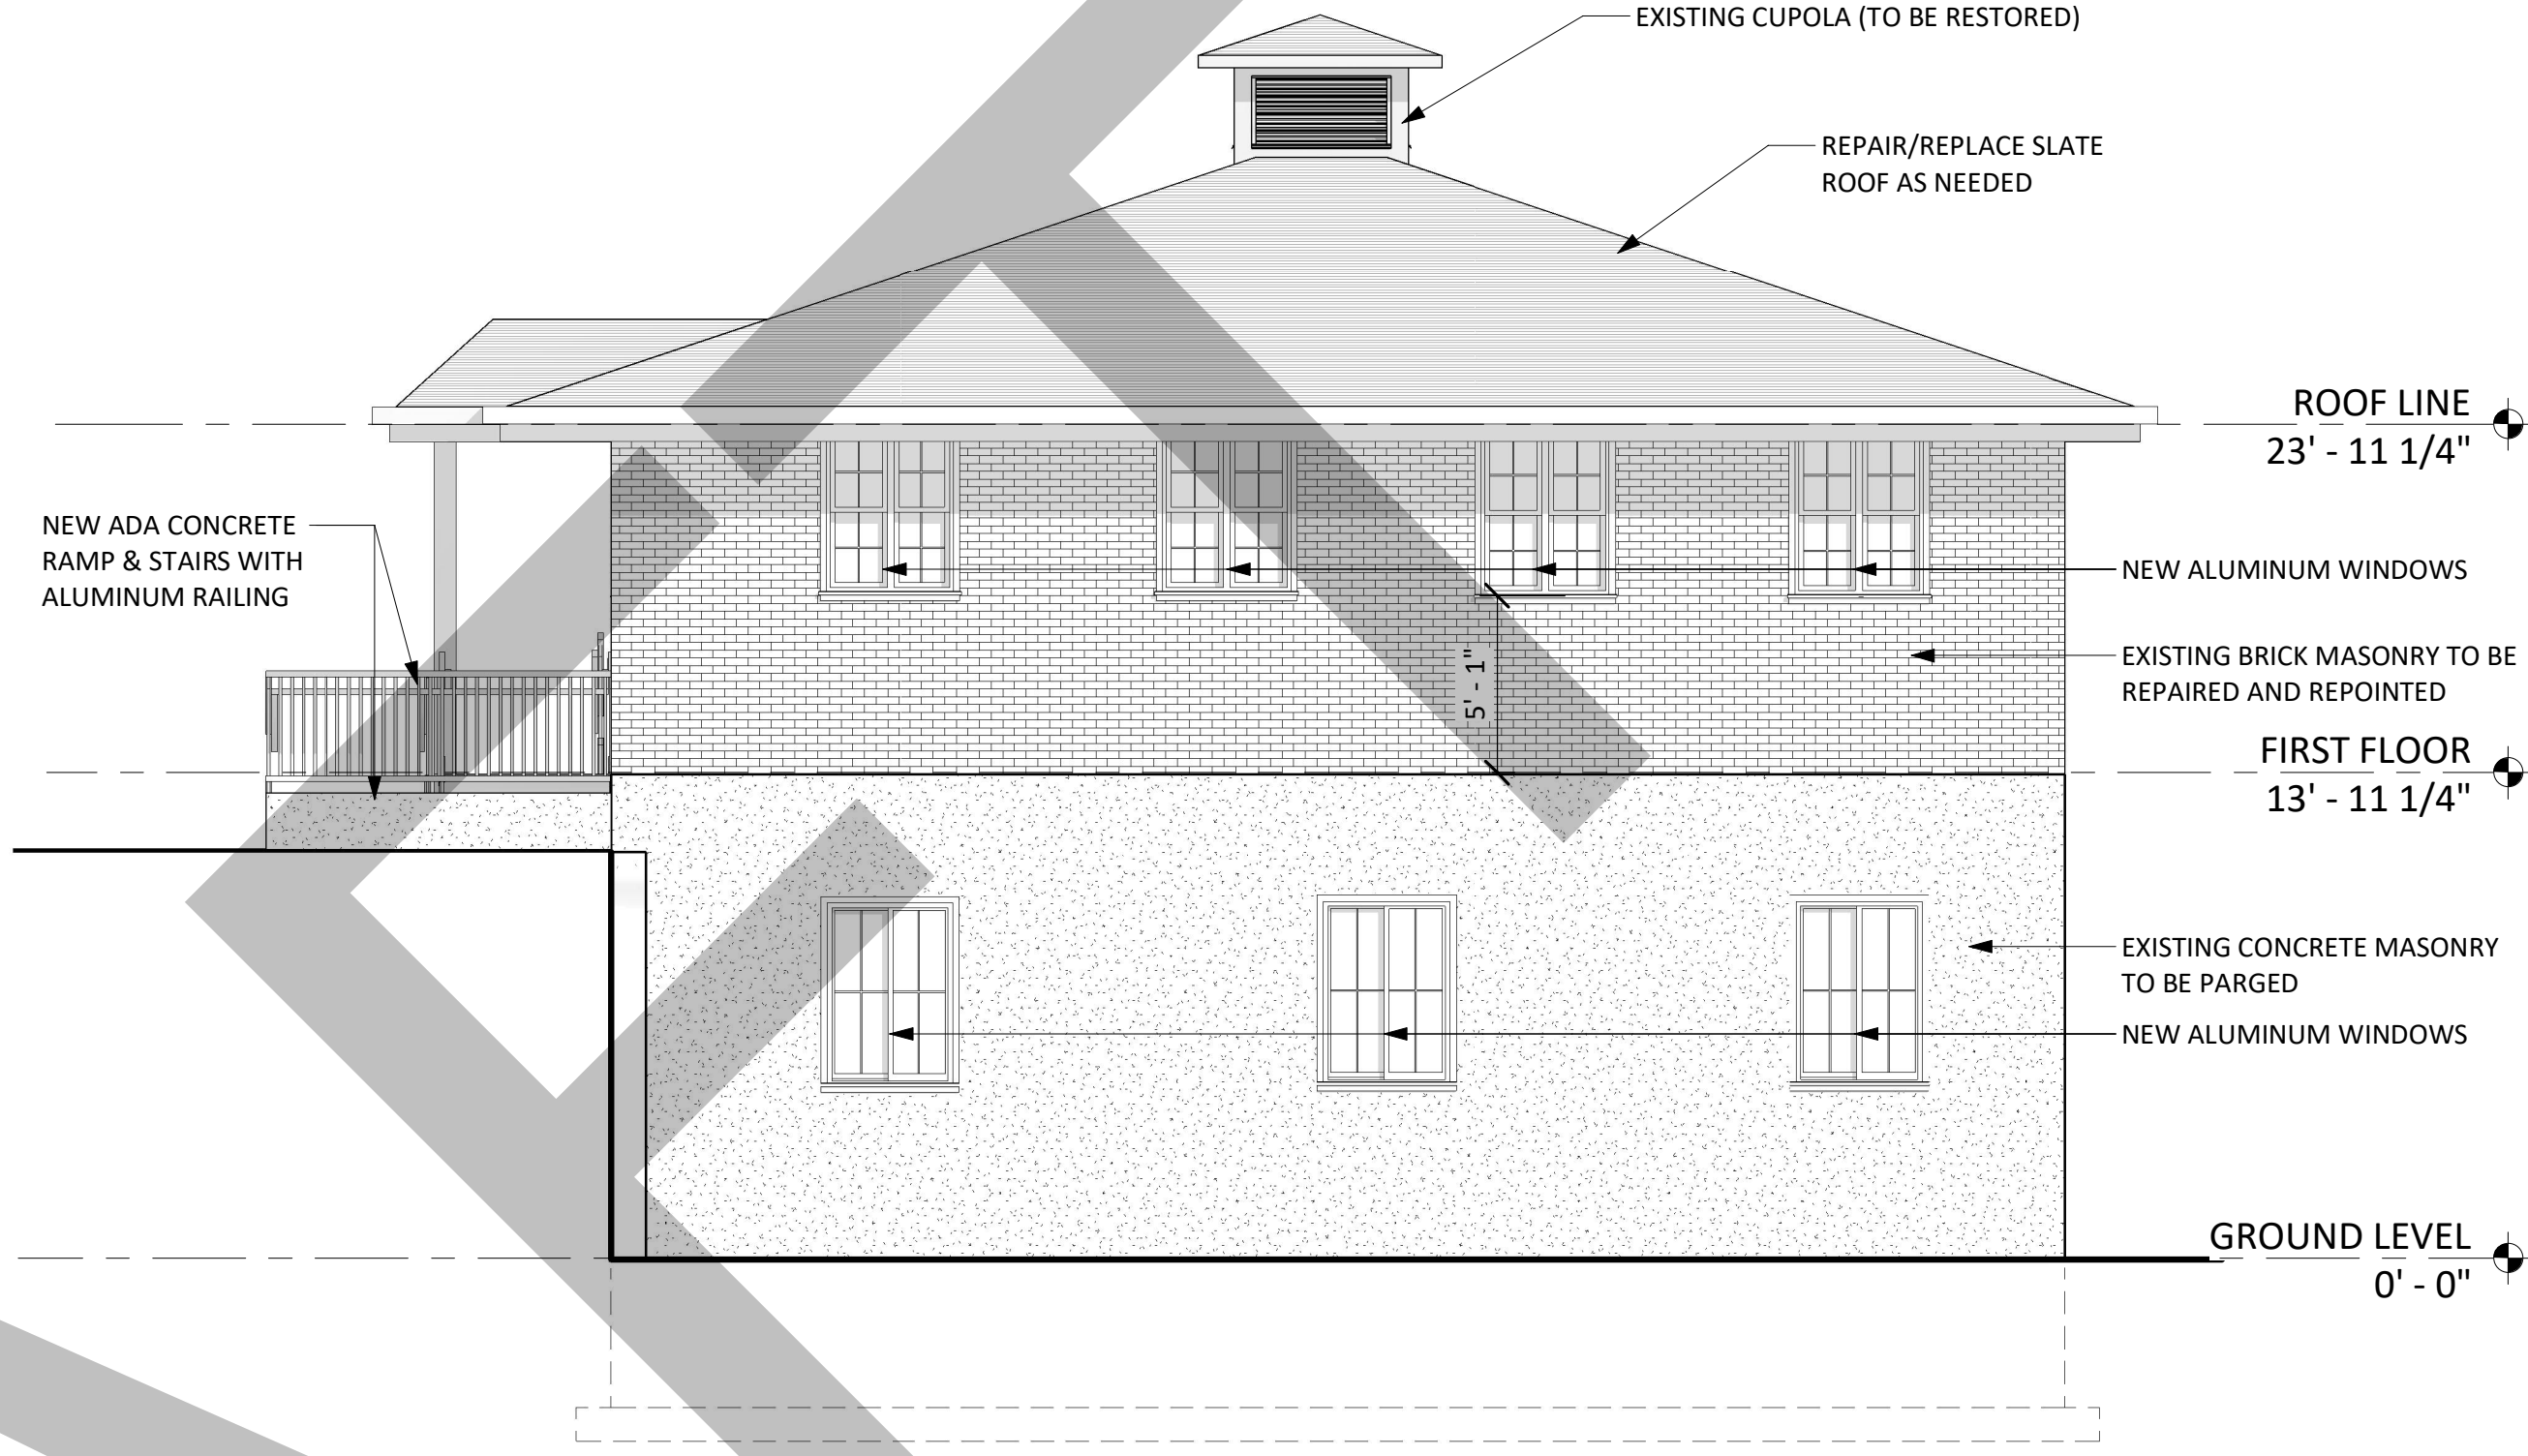 EXISTING CUPOLA (TO BE RESTORED)
REPAIR/REPLACE SLATE
ROOF AS NEEDED
ROOF LINE
23' - 11 1/4"
NEW ADA CONCRETE
RAMP & STAIRS WITH
ALUMINUM RAILING
NEW ALUMINUM WINDOWS
5' - 1"
EXISTING BRICK MASONRY TO BE
REPAIRED AND REPOINTED
FIRST FLOOR
13' - 11 1/4"
EXISTING CONCRETE MASONRY
TO BE PARGED
NEW ALUMINUM WINDOWS
GROUND LEVEL
0' - 0"